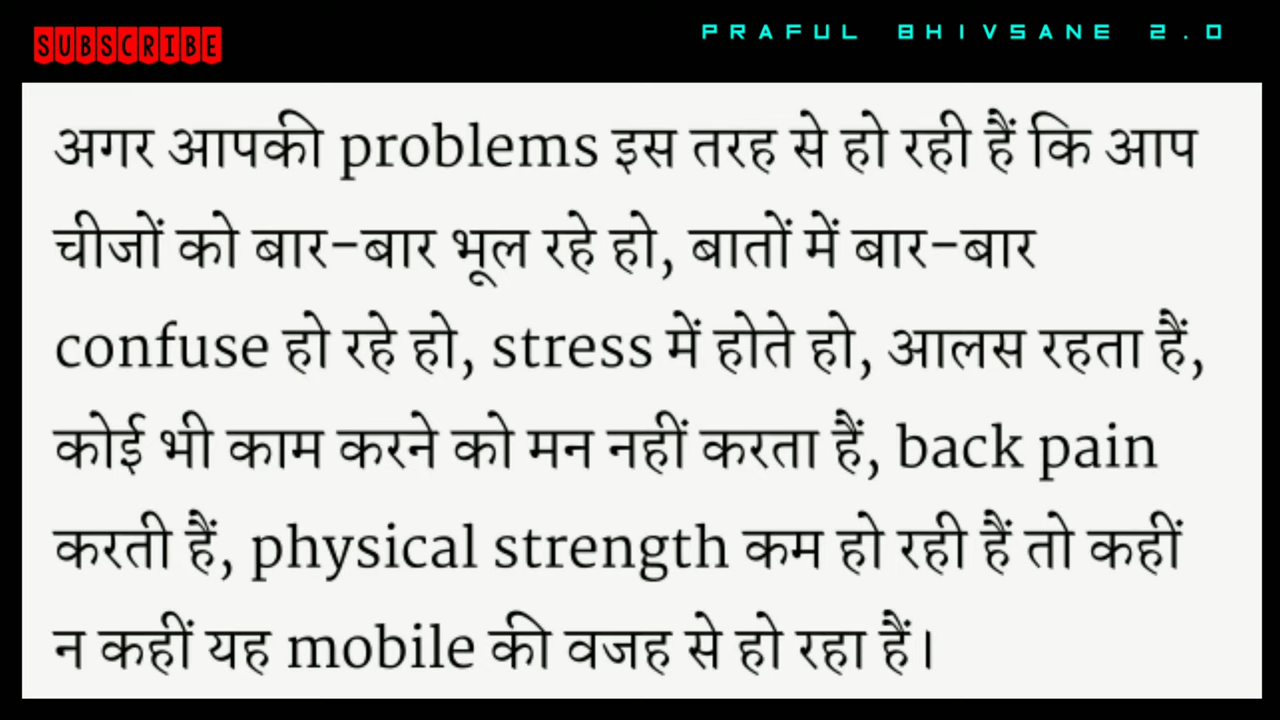 SUBSCRIBE
PRAFUL BHIVSANE 2.0
अगर आपकी problems इस तरह से हो रही हैं कि आप
चीजों को बार-बार भूल रहे हो, बातों में बार-बार
confuse हो रहे हो, stress में होते हो, आलस रहता हैं,
कोई भी काम करने को मन नहीं करता हैं, back pain
करती हैं, physical strength कम हो रही हैं तो कहीं
न कहीं यह mobile की वजह से हो रहा हैं।